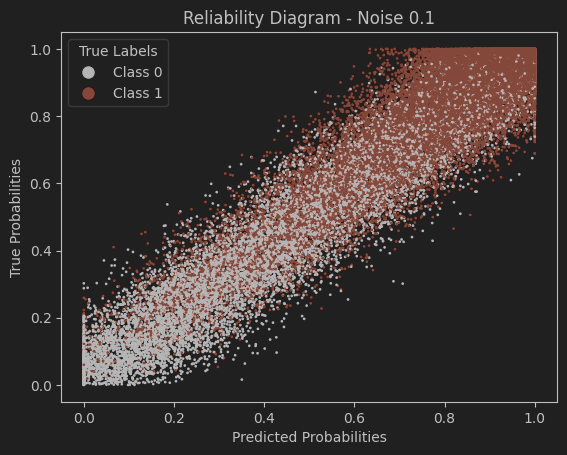 Reliability Diagram - Noise 0.1
True Labels
Class 0
Class 1
True Probabilities
1.0
0.8
0.6
0.4
0.2
0.0
0.0 0.2 0.4 0.6 0.8 1.0
Predicted Probabilities